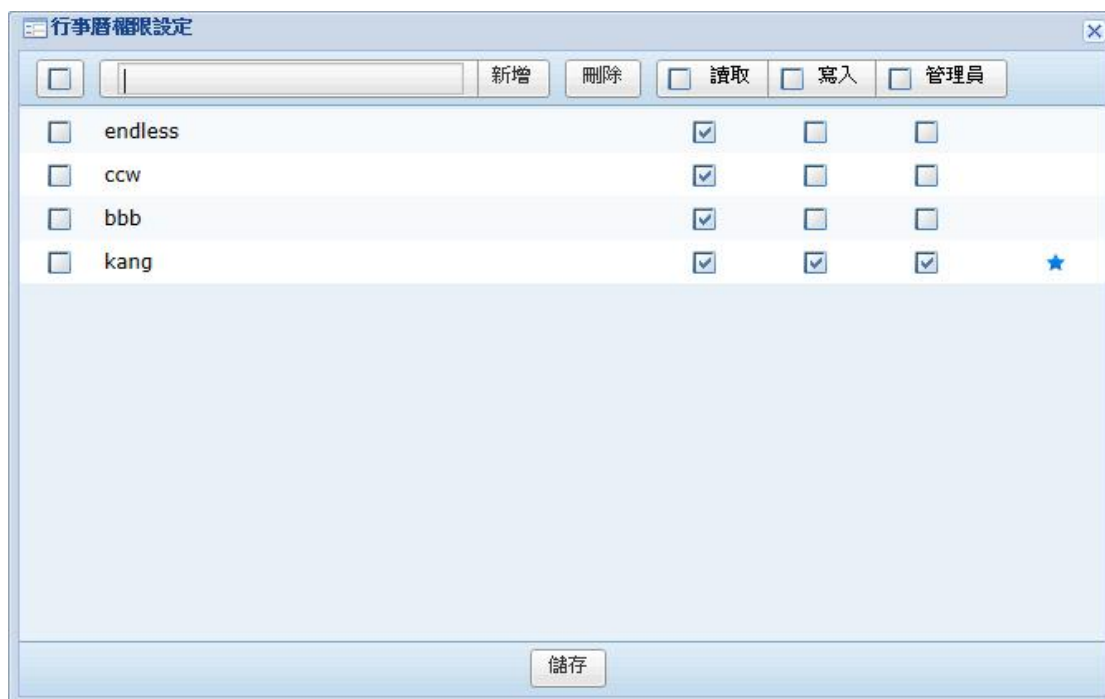 行事曆權限設定
新增 刪除 讀取 寫入 管理員
endless
ccw
bbb
kang
儲存